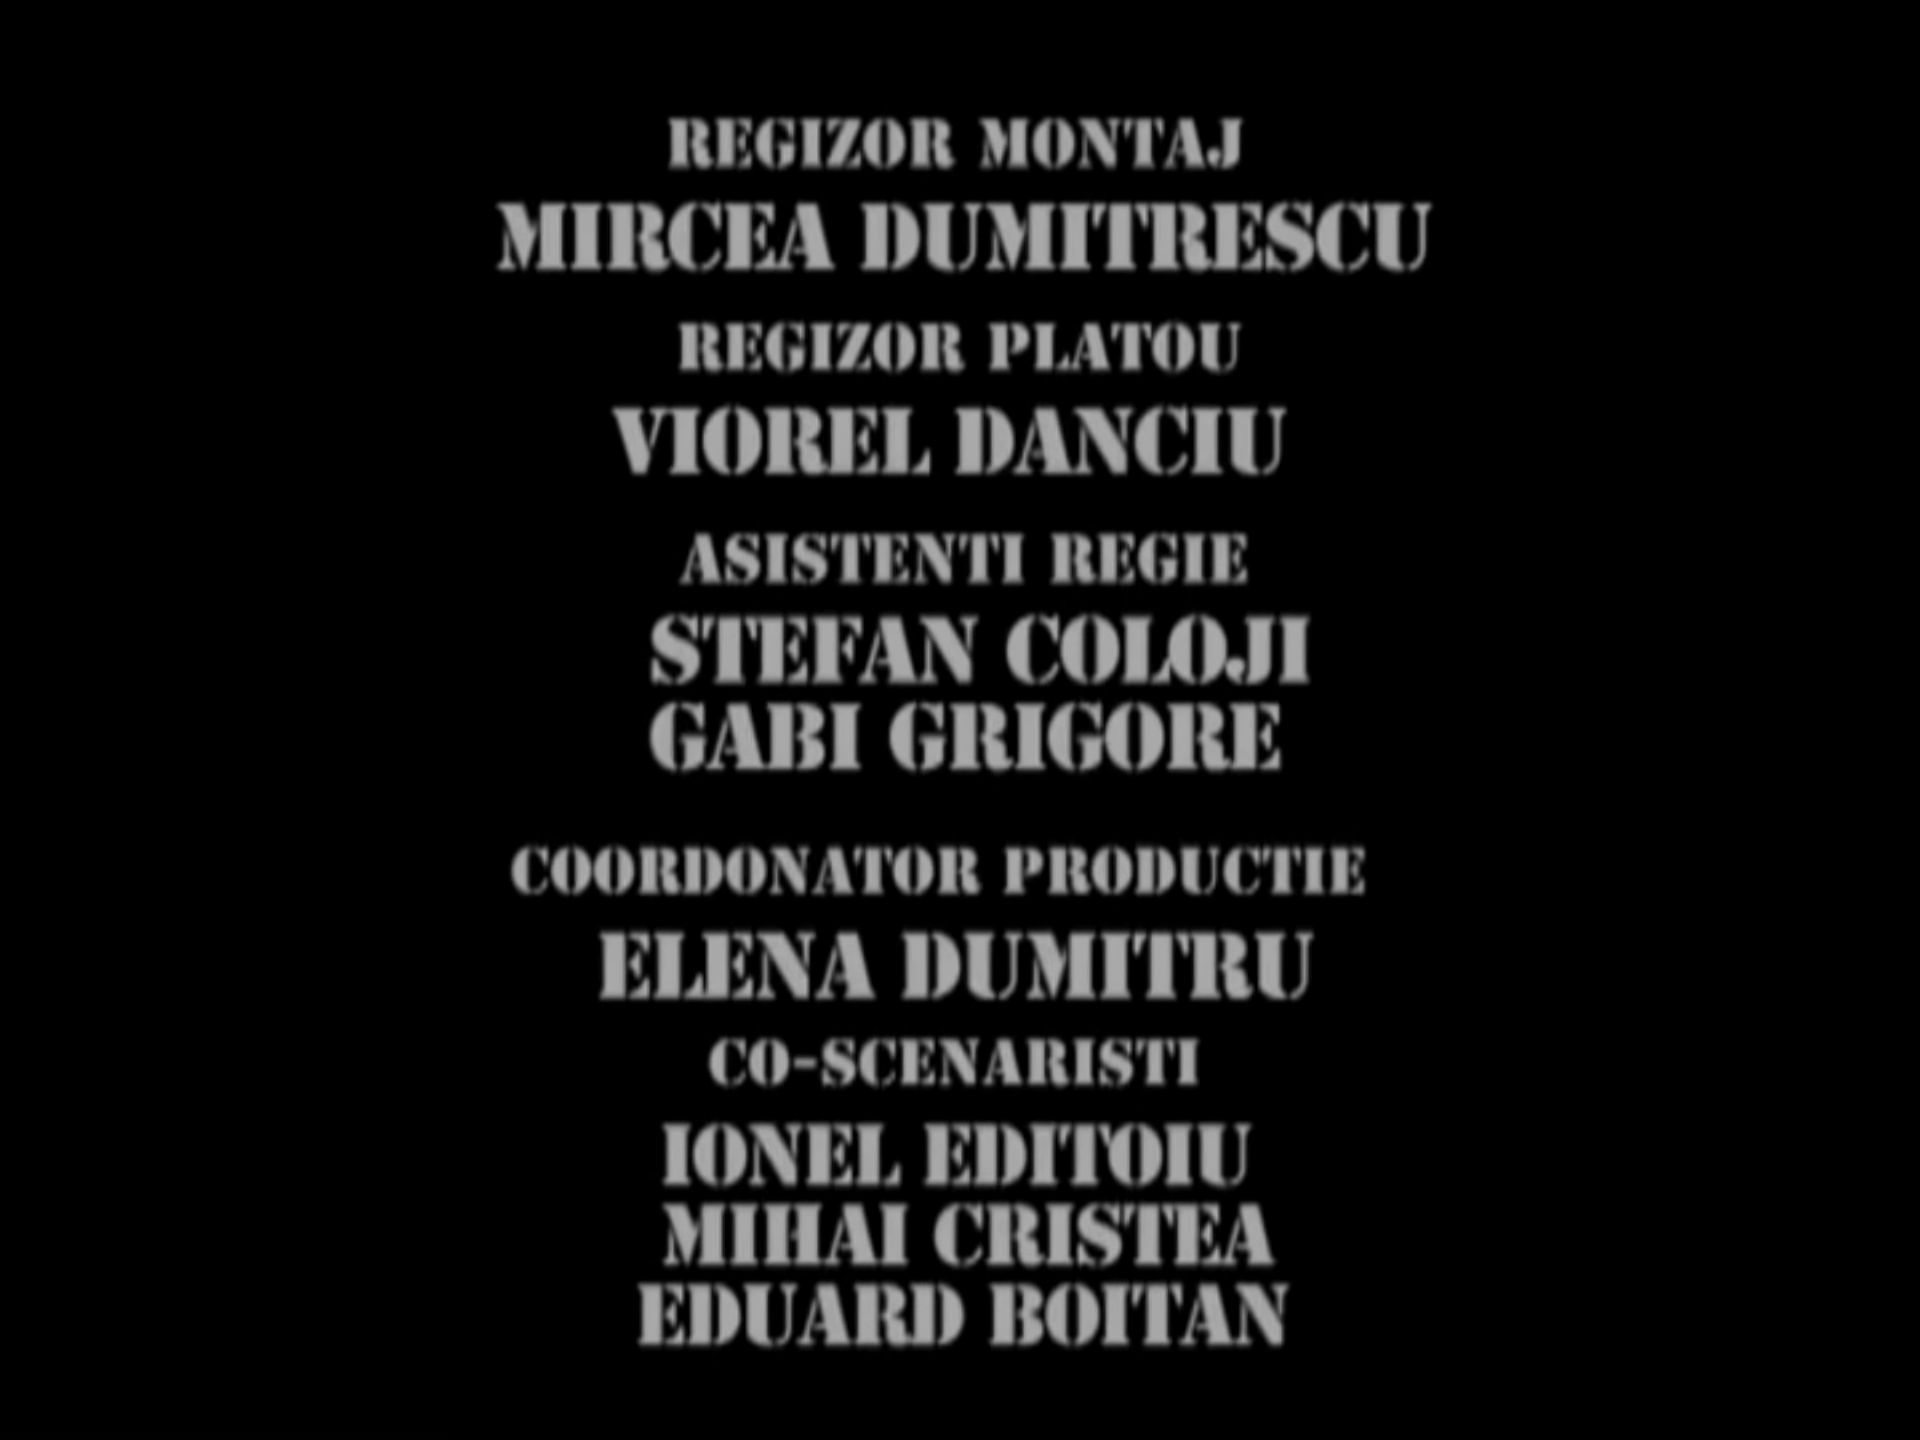 REGIZOR MONTAJ
MIRCEA DUMITRESCU
REGIZOR PLATOU
VIOREL DANCIU
ASISTENTI REGIE
STEFAN COLOJI
GABI GRIGORE
COORDONATOR PRODUCTIE
ELENA DUMITRU
CO-SCENARISTI
IONEL EDITOIU
MIHAI CRISTEA
EDUARD BOITAN